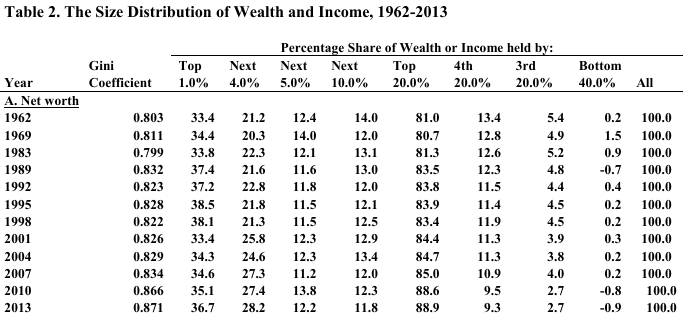 Table 2. The Size Distribution of Wealth and Income, 1962-2013
Percentage Share of Wealth or Income held by:
Gini Top Next Next Next Top 4th 3rd Bottom
Year Coefficient 1.0% 4.0% 5.0% 10.0% 20.0% 20.0% 20.0% 40.0% All
A. Net worth
1962 0.803 33.4 21.2 12.4 14.0 81.0 13.4 5.4 0.2 100.0
1969 0.811 34.4 20.3 14.0 12.0 80.7 12.8 4.9 1.5 100.0
1983 0.799 33.8 22.3 12.1 13.1 81.3 12.6 5.2 0.9 100.0
1989 0.832 37.4 21.6 11.6 13.0 83.5 12.3 4.8 -0.7 100.0
1992 0.823 37.2 22.8 11.8 12.0 83.8 11.5 4.4 0.4 100.0
1995 0.828 38.5 21.8 11.5 12.1 83.9 11.4 4.5 0.2 100.0
1998 0.822 38.1 21.3 11.5 12.5 83.4 11.9 4.5 0.2 100.0
2001 0.826 33.4 25.8 12.3 12.9 84.4 11.3 3.9 0.3 100.0
2004 0.829 34.3 24.6 12.3 13.4 84.7 11.3 3.8 0.2 100.0
2007 0.834 34.6 27.3 11.2 12.0 85.0 10.9 4.0 0.2 100.0
2010 0.866 35.1 27.4 13.8 12.3 88.6 9.5 2.7 -0.8 100.0
2013 0.871 36.7 28.2 12.2 11.8 88.9 9.3 2.7 -0.9 100.0